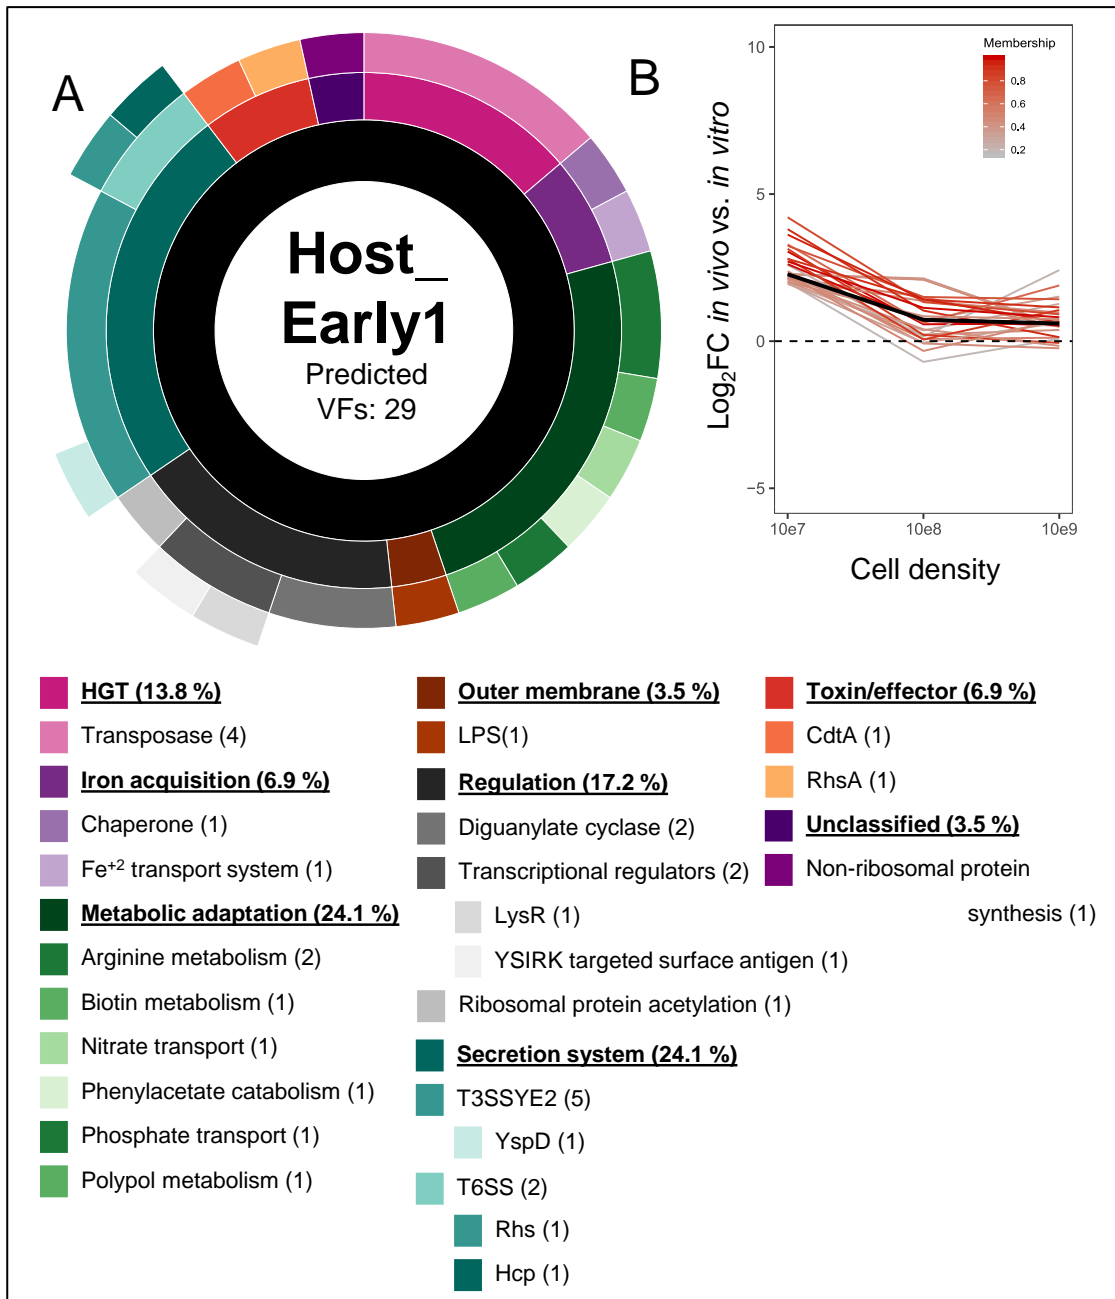 A
Host_
Early1
Predicted
VFs: 29
B
Log₂FC in vivo vs. in vitro
10
5
0
−5
Membership
0.8
0.6
0.4
0.2
10e7
10e8
10e9
Cell density
HGT (13.8 %)
Transposase (4)
Iron acquisition (6.9 %)
Chaperone (1)
Fe⁺² transport system (1)
Metabolic adaptation (24.1 %)
Arginine metabolism (2)
Biotin metabolism (1)
Nitrate transport (1)
Phenylacetate catabolism (1)
Phosphate transport (1)
Polypol metabolism (1)
Outer membrane (3.5 %)
LPS(1)
Regulation (17.2 %)
Diguanylate cyclase (2)
Transcriptional regulators (2)
LysR (1)
YSIRK targeted surface antigen (1)
Ribosomal protein acetylation (1)
Secretion system (24.1 %)
T3SSYE2 (5)
YspD (1)
T6SS (2)
Rhs (1)
Hcp (1)
Toxin/effector (6.9 %)
CdtA (1)
RhsA (1)
Unclassified (3.5 %)
Non-ribosomal protein
synthesis (1)